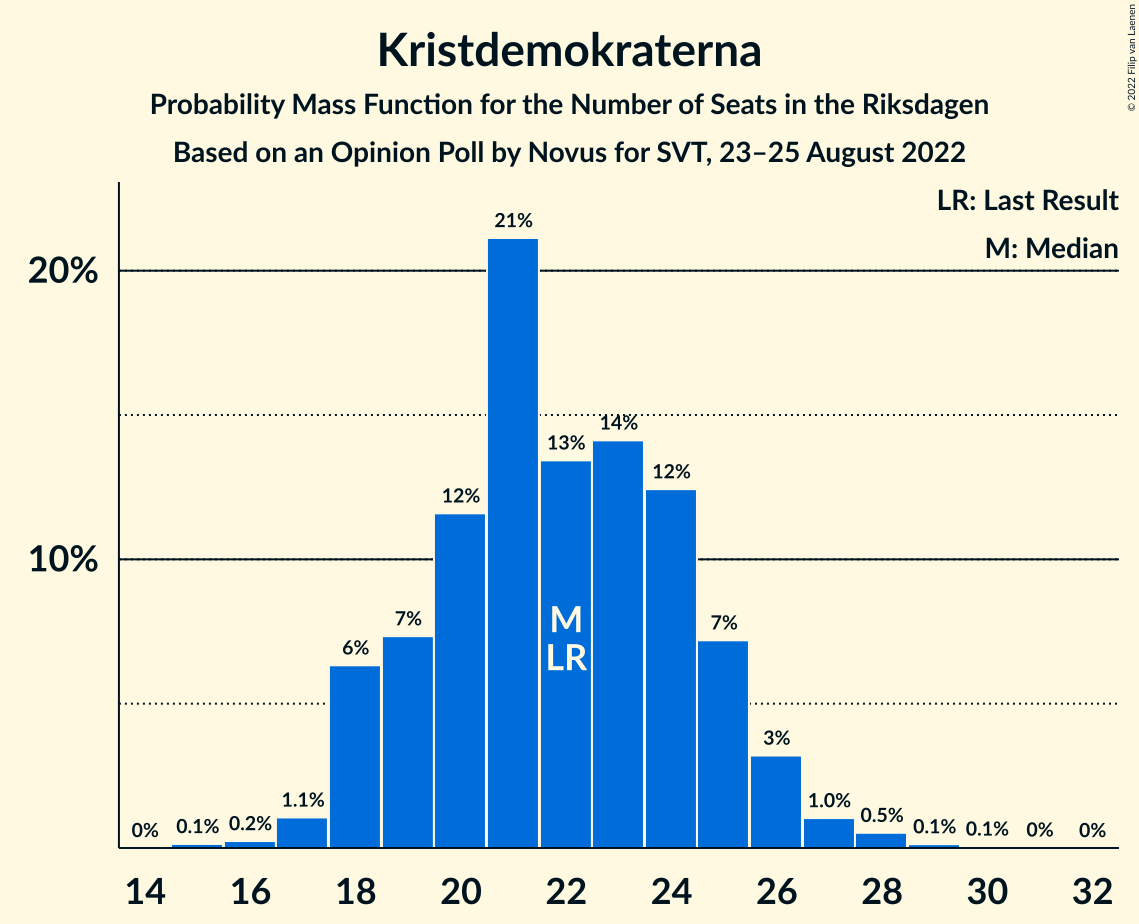 Kristdemokraterna
Probability Mass Function for the Number of Seats in the Riksdagen
Based on an Opinion Poll by Novus for SVT, 23–25 August 2022
© 2022 Filip van Laenen
LR: Last Result
M: Median
20%
10%
0%
0.1%
0.2%
1.1%
6%
7%
12%
21%
13%
14%
12%
7%
3%
1.0%
0.5%
0.1%
0.1%
0%
0%
M
LR
14 16 18 20 22 24 26 28 30 32